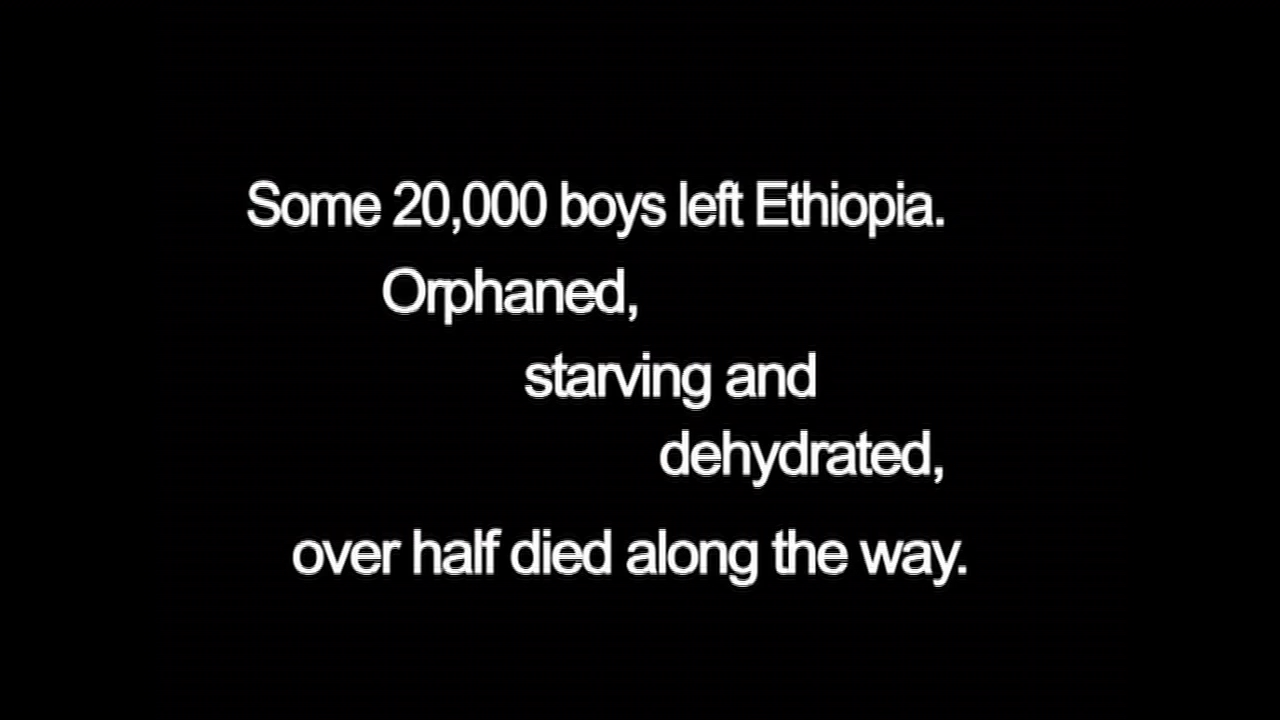 Some 20,000 boys left Ethiopia.
Orphaned,
starving and
dehydrated,
over half died along the way.